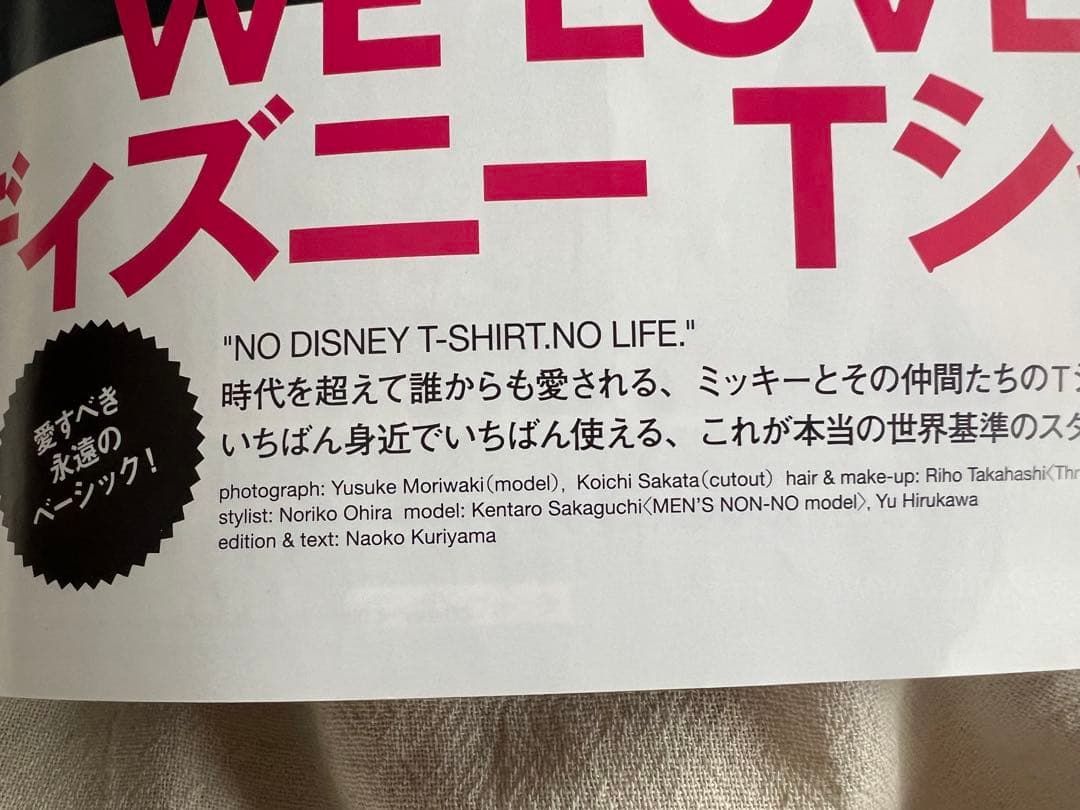 WE LOVE
ディズニー Tシ
愛すべき
永遠の
ベーシック!
"NO DISNEY T-SHIRT.NO LIFE."
時代を超えて誰からも愛される、ミッキーとその仲間たちのT
いちばん身近でいちばん使える、これが本当の世界基準のスタ
photograph: Yusuke Moriwaki(model), Koichi Sakata(cutout) hair & make-up: Riho Takahashi〈Thr
stylist: Noriko Ohira model: Kentaro Sakaguchi〈MEN'S NON-NO model〉, Yu Hirukawa
edition & text: Naoko Kuriyama